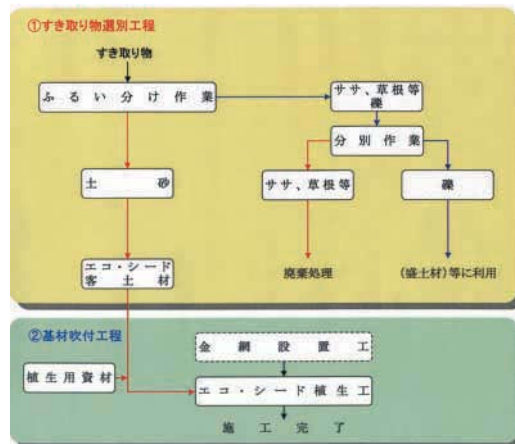 ①すき取り物選別工程
すき取り物
ふるい分け作業
ササ、草根等
礫
分別作業
土砂
ササ、草根等
礫
エコ・シード
客土材
廃棄処理
(盛土材)等に利用
②基材吹付工程
金網設置工
植生用資材
エコ・シード植生工
施工完了